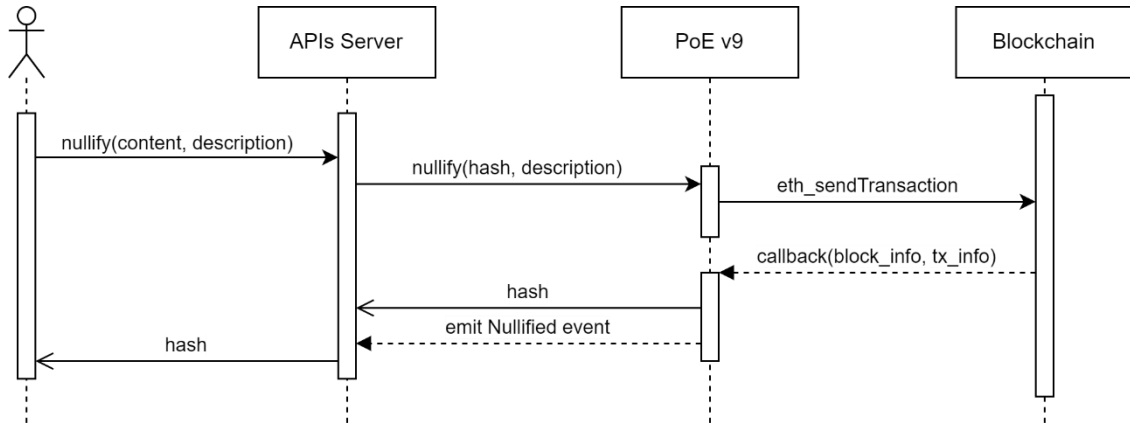 APIs Server
PoE v9
Blockchain
nullify(content, description)
nullify(hash, description)
eth_sendTransaction
callback(block_info, tx_info)
hash
emit Nullified event
hash